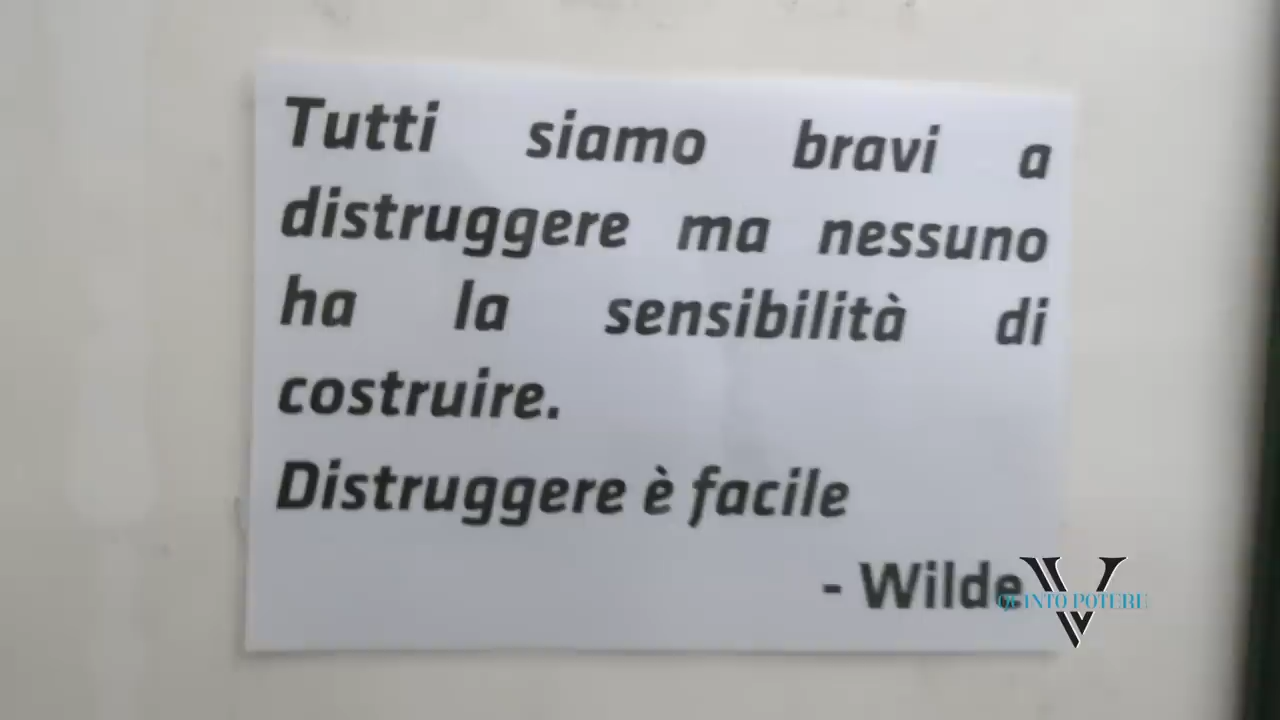 Tutti siamo bravi a
distruggere ma nessuno
ha la sensibilità di
costruire.
Distruggere è facile
- Wilde
V
QUINTO POTERE